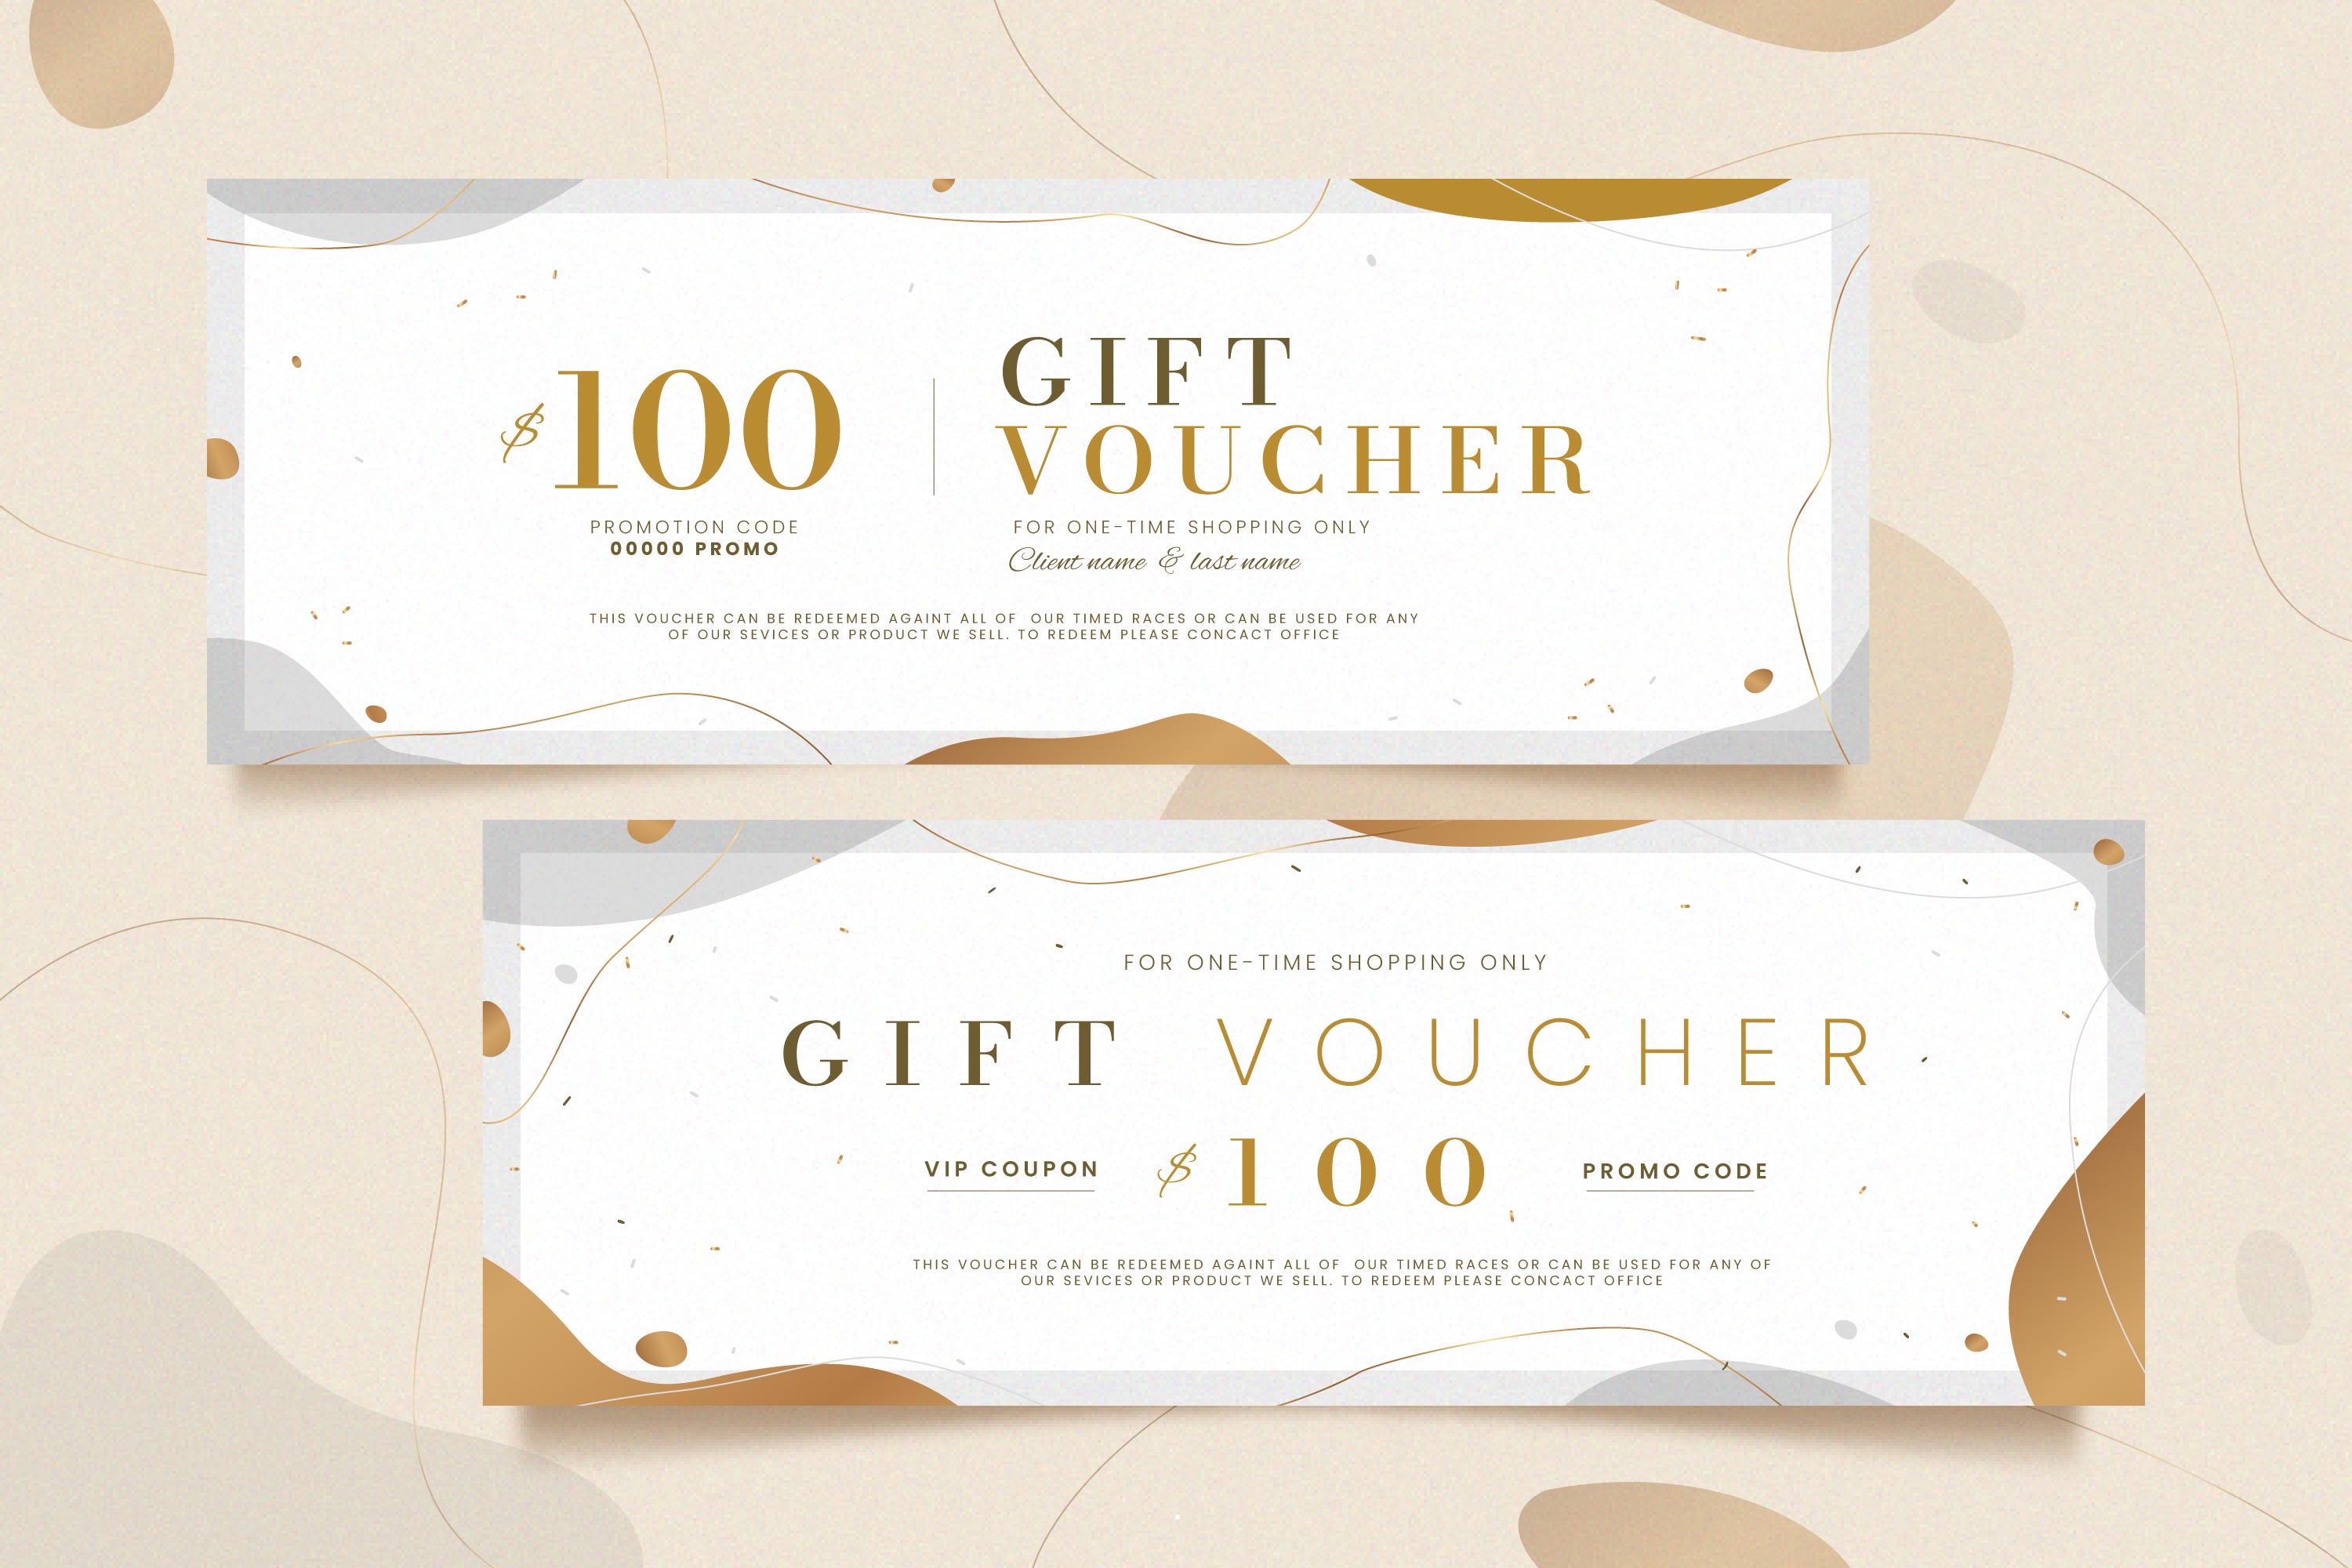 $100
GIFT
VOUCHER
PROMOTION CODE
00000 PROMO
FOR ONE-TIME SHOPPING ONLY
Client name & last name
THIS VOUCHER CAN BE REDEEMED AGAINT ALL OF OUR TIMED RACES OR CAN BE USED FOR ANY
OF OUR SEVICES OR PRODUCT WE SELL. TO REDEEM PLEASE CONCACT OFFICE
FOR ONE-TIME SHOPPING ONLY
GIFT VOUCHER
VIP COUPON $100 PROMO CODE
THIS VOUCHER CAN BE REDEEMED AGAINT ALL OF OUR TIMED RACES OR CAN BE USED FOR ANY OF
OUR SEVICES OR PRODUCT WE SELL. TO REDEEM PLEASE CONCACT OFFICE